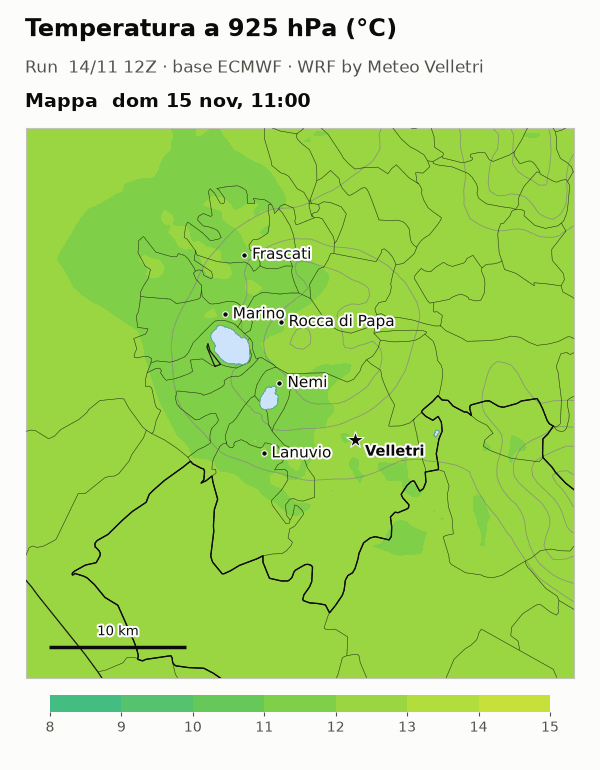 Temperatura a 925 hPa (°C)
Run  14/11 12Z · base ECMWF · WRF by Meteo Velletri
Mappa  dom 15 nov, 11:00
Frascati
Marino
Rocca di Papa
Nemi
Velletri
Lanuvio
10 km
8 9 10 11 12 13 14 15